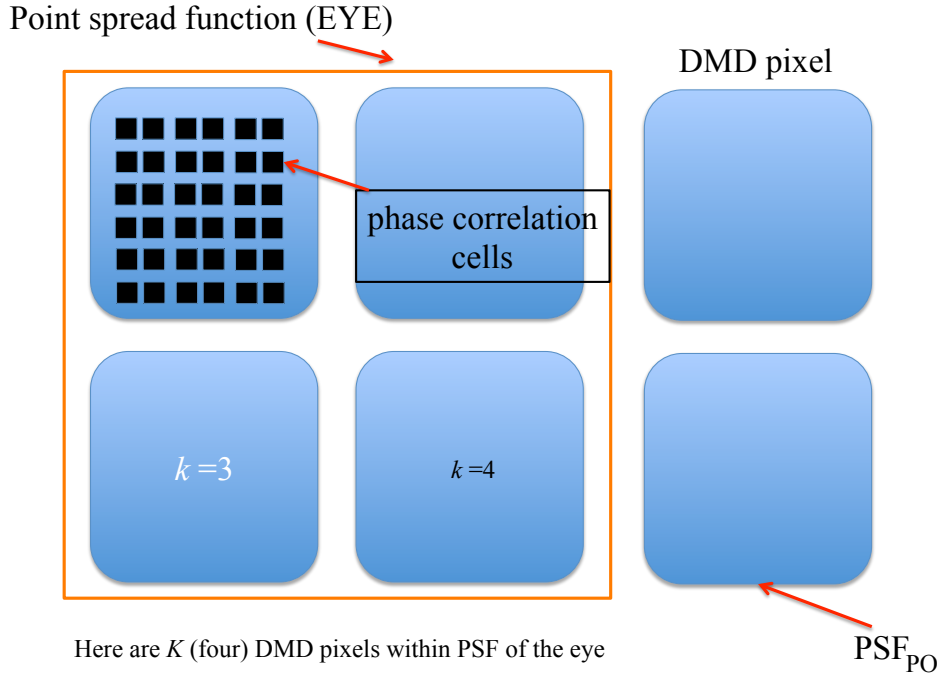 Point spread function (EYE)
DMD pixel
phase correlation
cells
k =3
k =4
Here are K (four) DMD pixels within PSF of the eye
PSF_PO